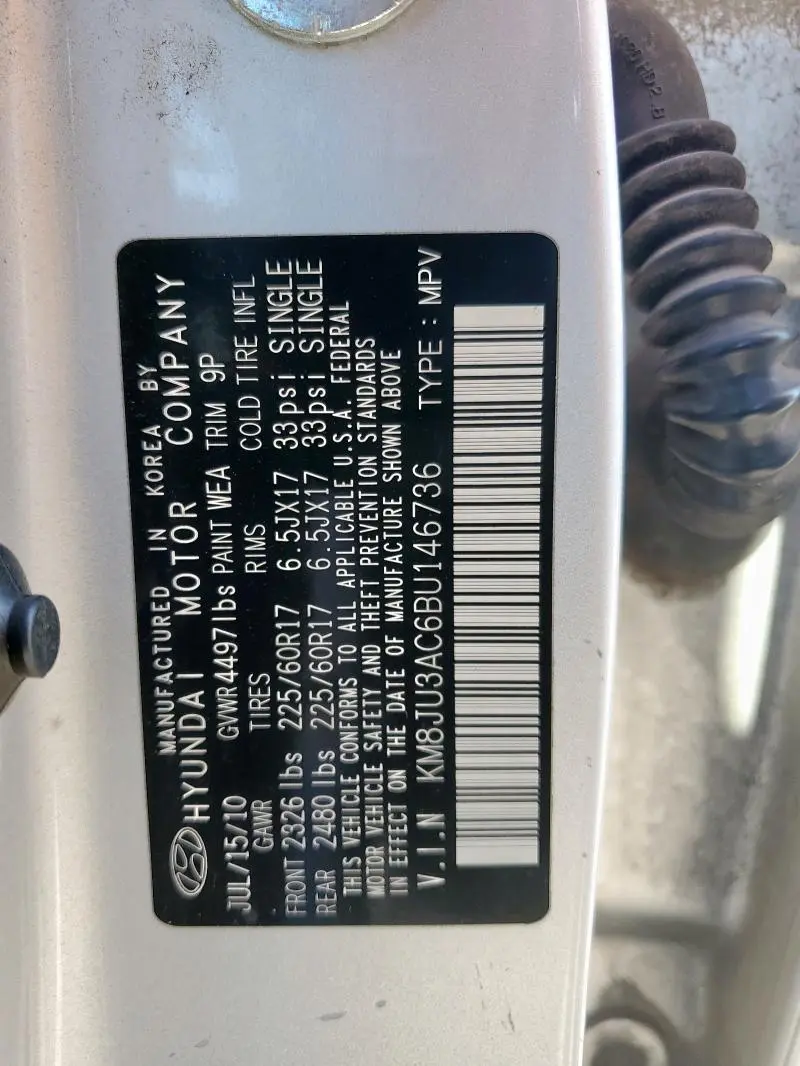 MANUFACTURED IN KOREA BY
HYUNDAI MOTOR COMPANY
JUL/15/10 GVWR4497lbs PAINT WEA TRIM 9P
GAWR TIRES RIMS COLD TIRE INFL
FRONT 2326 lbs 225/60R17 6.5JX17 33psi SINGLE
REAR 2480 lbs 225/60R17 6.5JX17 33psi SINGLE
THIS VEHICLE CONFORMS TO ALL APPLICABLE U.S.A. FEDERAL
MOTOR VEHICLE SAFETY AND THEFT PREVENTION STANDARDS
IN EFFECT ON THE DATE OF MANUFACTURE SHOWN ABOVE
V.I.N KM8JU3AC6BU146736 TYPE : MPV